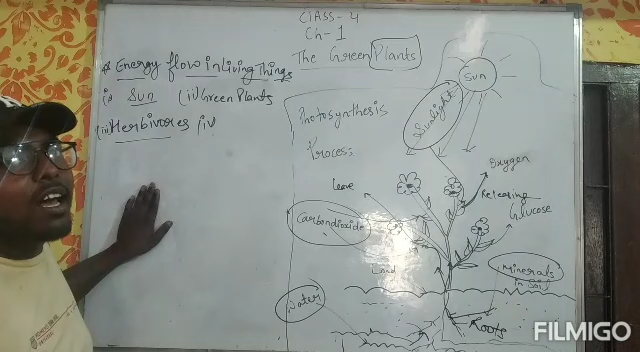 CLASS-4
Ch-1
The Green Plants
* Energy flow in Living Things
i) Sun (ii) Green Plants
(iii) Herbivores (iv
Photosynthesis
Process
Sun
Sunlight
Oxygen
Releasing
Glucose
Leave
Carbondioxide
Land
Minerals
in Soil
Water
Roots
FILMIGO